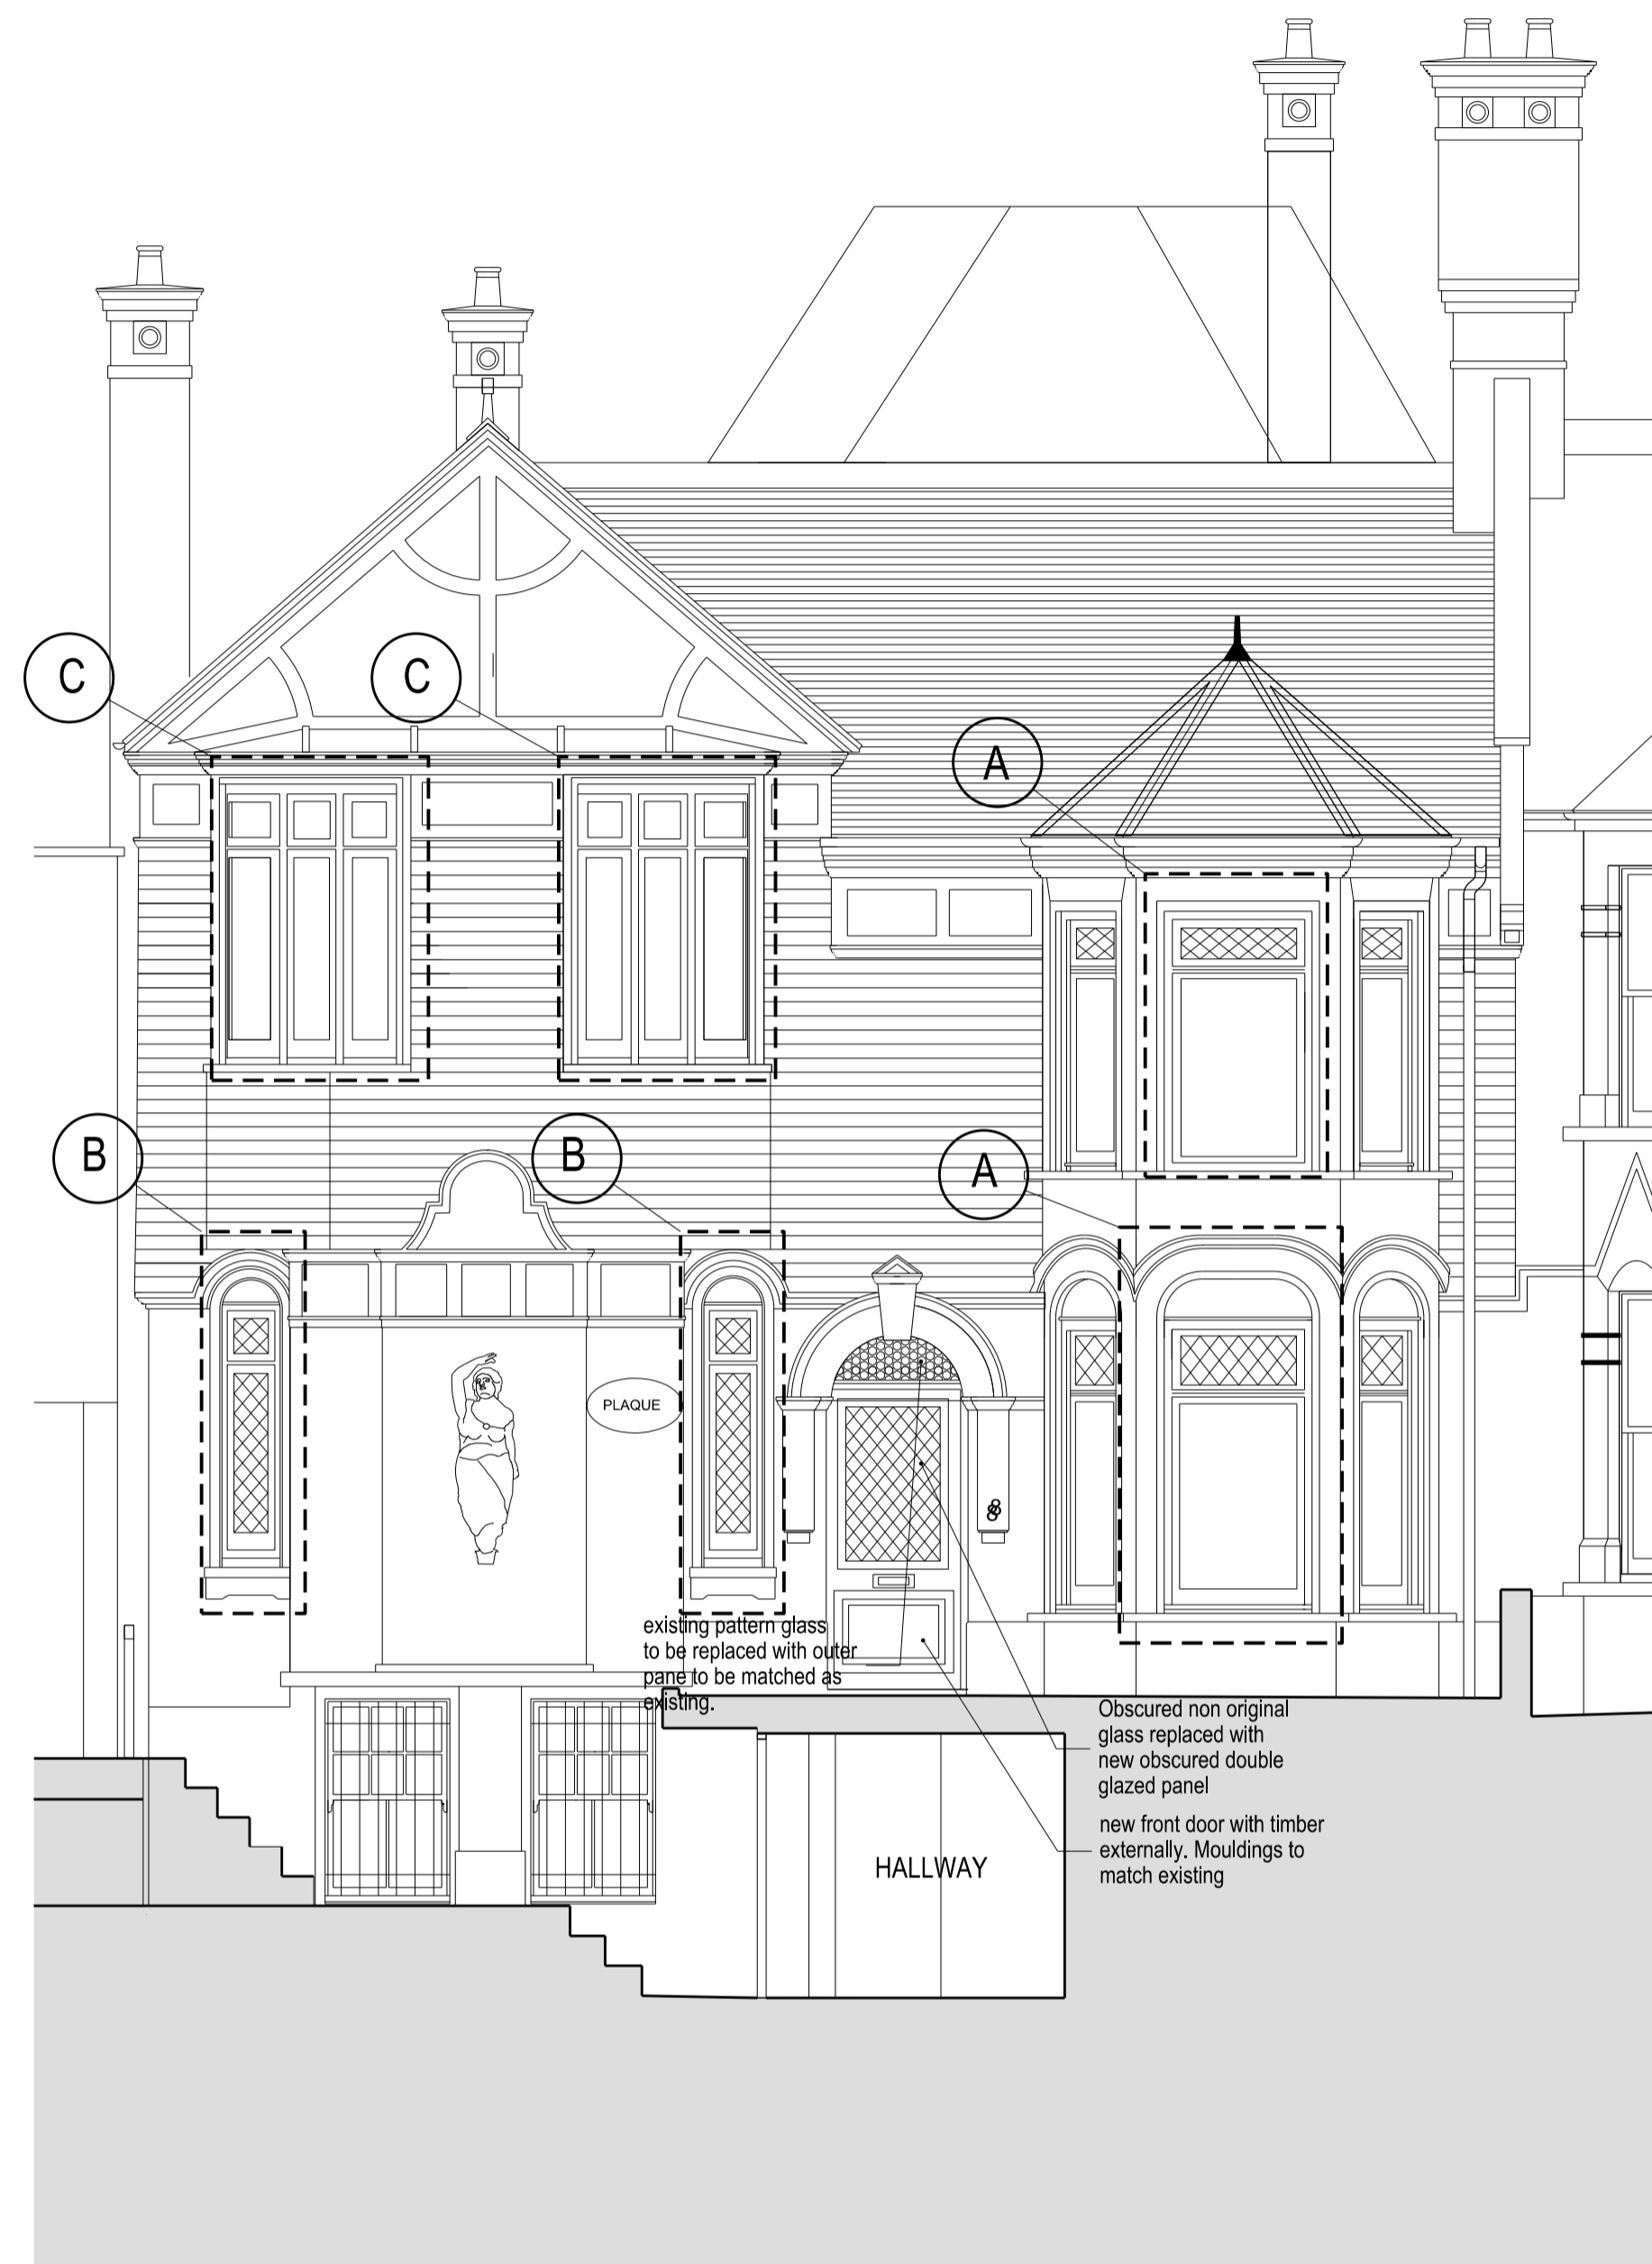 C
C
A
B
B
A
PLAQUE
existing pattern glass
to be replaced with outer
pane to be matched as
existing.
Obscured non original
glass replaced with
new obscured double
glazed panel
new front door with timber
externally. Mouldings to
match existing
HALLWAY